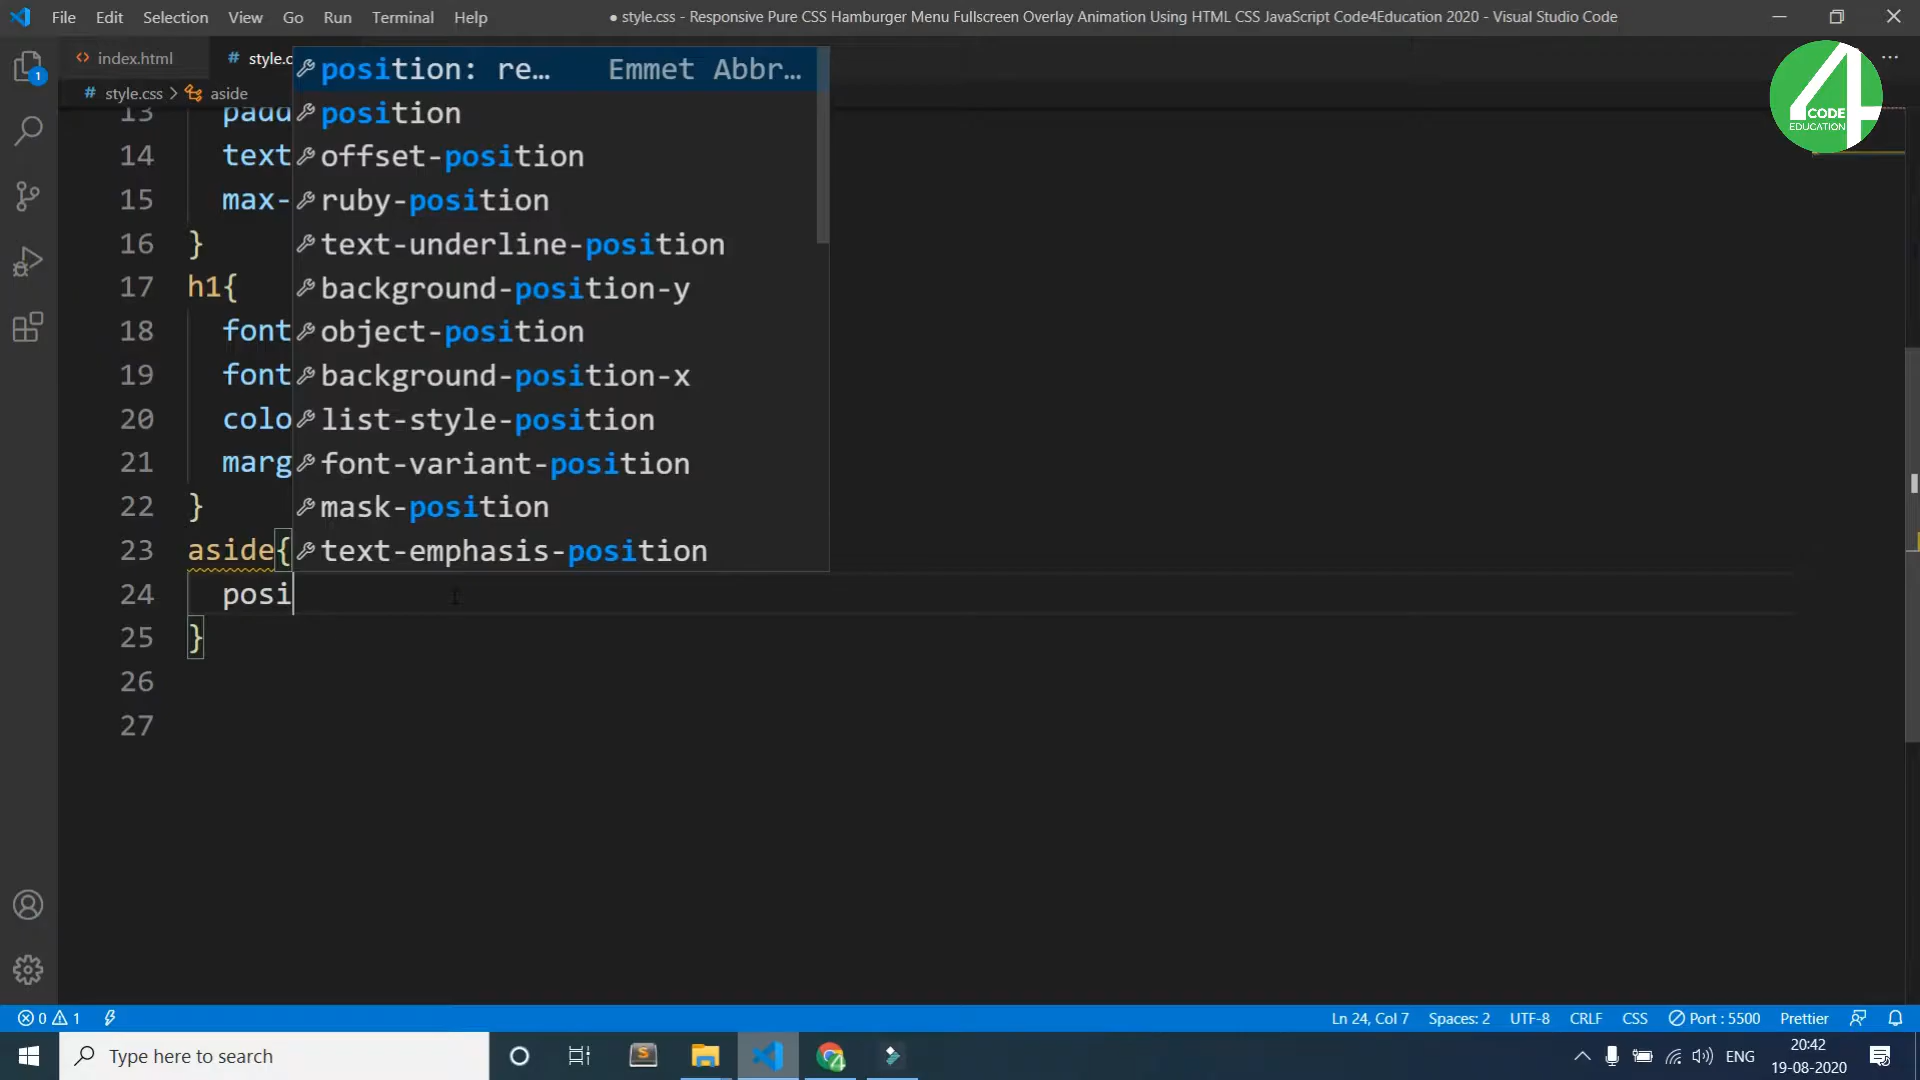 File Edit Selection View Go Run Terminal Help
● style.css - Responsive Pure CSS Hamburger Menu Fullscreen Overlay Animation Using HTML CSS JavaScript Code4Education 2020 - Visual Studio Code
<> index.html
# style.c
# style.css > aside
4
CODE
EDUCATION
1
position: re... Emmet Abbr...
position
offset-position
ruby-position
text-underline-position
background-position-y
object-position
background-position-x
list-style-position
font-variant-position
mask-position
text-emphasis-position
13 padd
14 text
15 max-
16 }
17 h1{
18 font
19 font
20 colo
21 marg
22 }
23 aside{
24 posi
25 }
26
27
0 1
Ln 24, Col 7 Spaces: 2 UTF-8 CRLF CSS Port : 5500 Prettier
Type here to search
S
4
ENG
20:42
19-08-2020